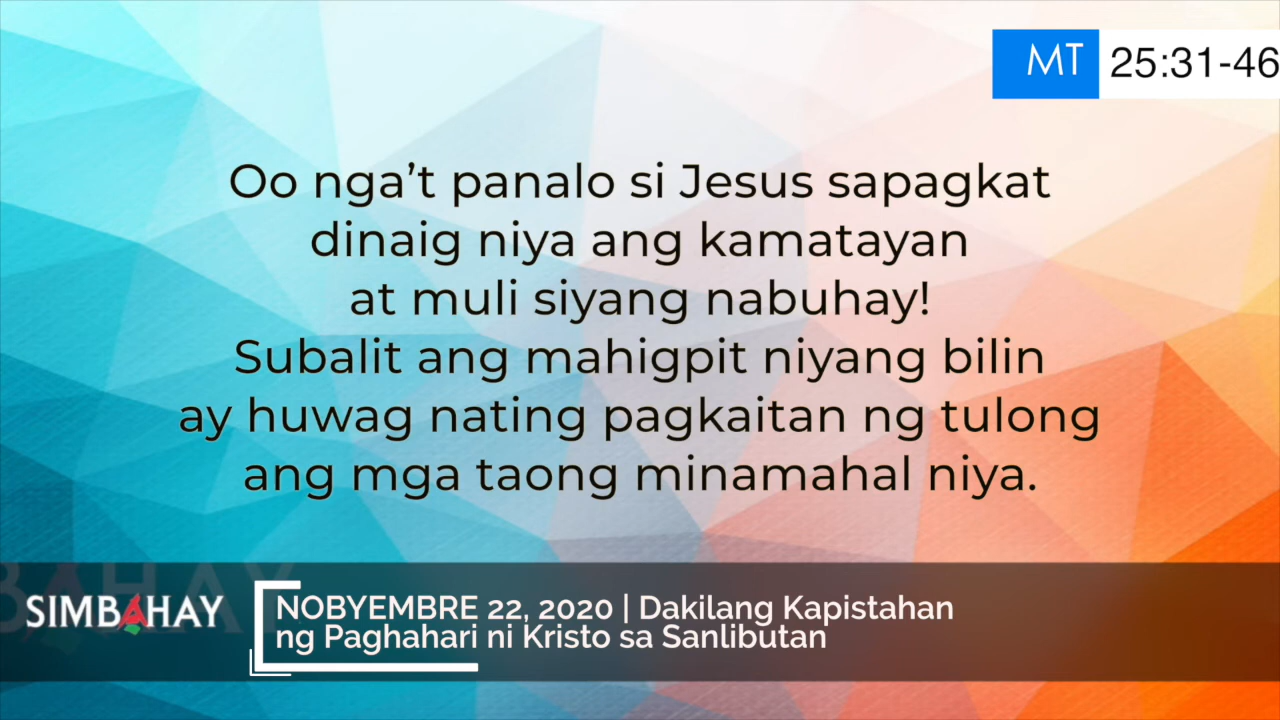 MT 25:31-46
Oo nga’t panalo si Jesus sapagkat
dinaig niya ang kamatayan
at muli siyang nabuhay!
Subalit ang mahigpit niyang bilin
ay huwag nating pagkaitan ng tulong
ang mga taong minamahal niya.
SIMBAHAY
NOBYEMBRE 22, 2020 | Dakilang Kapistahan
ng Paghahari ni Kristo sa Sanlibutan